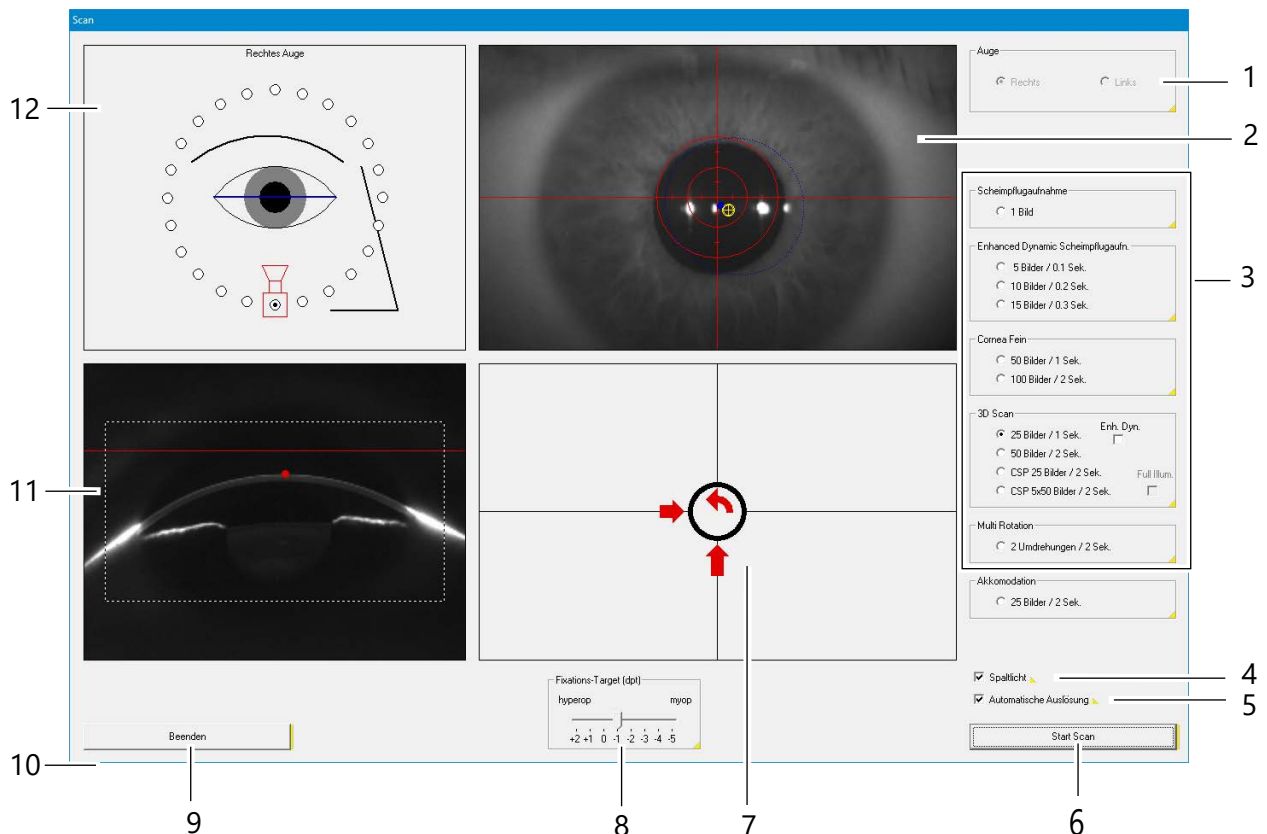 Scan
Rechtes Auge
Auge
Rechts Links
Scheimpflugaufnahme
1 Bild
Enhanced Dynamic Scheimpflugaufn.
5 Bilder / 0.1 Sek.
10 Bilder / 0.2 Sek.
15 Bilder / 0.3 Sek.
Cornea Fein
50 Bilder / 1 Sek.
100 Bilder / 2 Sek.
3D Scan
25 Bilder / 1 Sek. Enh. Dyn.
50 Bilder / 2 Sek.
CSP 25 Bilder / 2 Sek. Full Illum.
CSP 5x50 Bilder / 2 Sek.
Multi Rotation
2 Umdrehungen / 2 Sek.
Akkomodation
25 Bilder / 2 Sek.
Spaltlicht
Automatische Auslösung
Start Scan
Fixations-Target (dpt)
hyperop myop
+2 +1 0 -1 -2 -3 -4 -5
Beenden
1
2
3
4
5
6
7
8
9
10
11
12